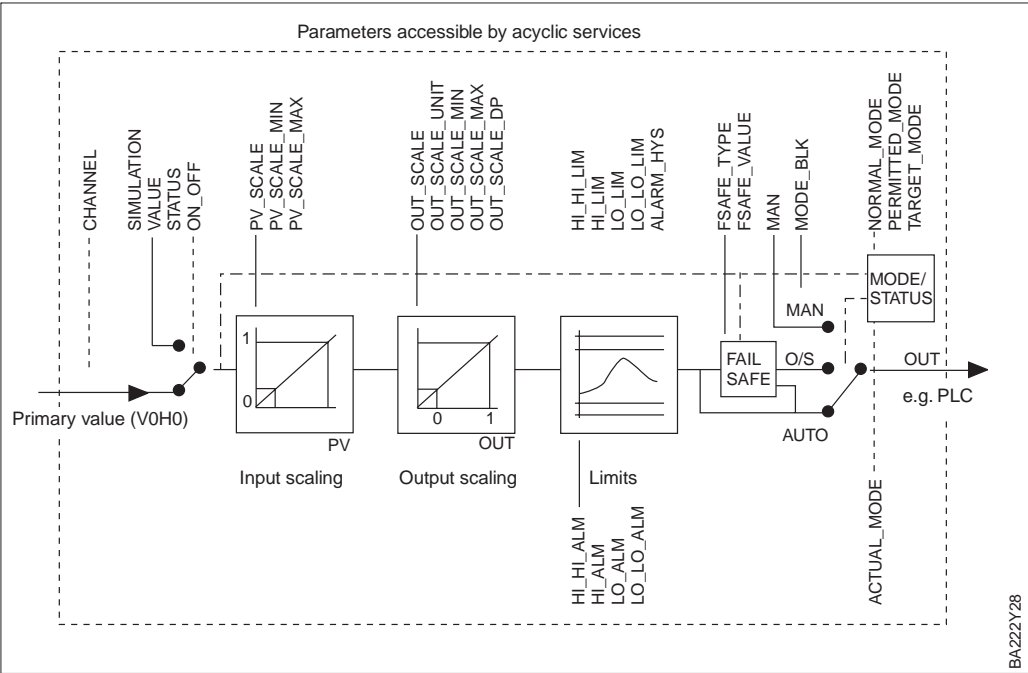 Parameters accessible by acyclic services
CHANNEL
SIMULATION
VALUE
STATUS
ON_OFF
PV_SCALE
PV_SCALE_MIN
PV_SCALE_MAX
OUT_SCALE
OUT_SCALE_UNIT
OUT_SCALE_MIN
OUT_SCALE_MAX
OUT_SCALE_DP
HI_HI_LIM
HI_LIM
LO_LIM
LO_LO_LIM
ALARM_HYS
FSAFE_TYPE
FSAFE_VALUE
MAN
MODE_BLK
NORMAL_MODE
PERMITTED_MODE
TARGET_MODE
MODE/
STATUS
MAN
1
0
0
1
FAIL
SAFE
O/S
OUT
e.g. PLC
Primary value (V0H0)
PV
OUT
AUTO
Input scaling
Output scaling
Limits
HI_HI_ALM
HI_ALM
LO_ALM
LO_LO_ALM
ACTUAL_MODE
BA222Y28